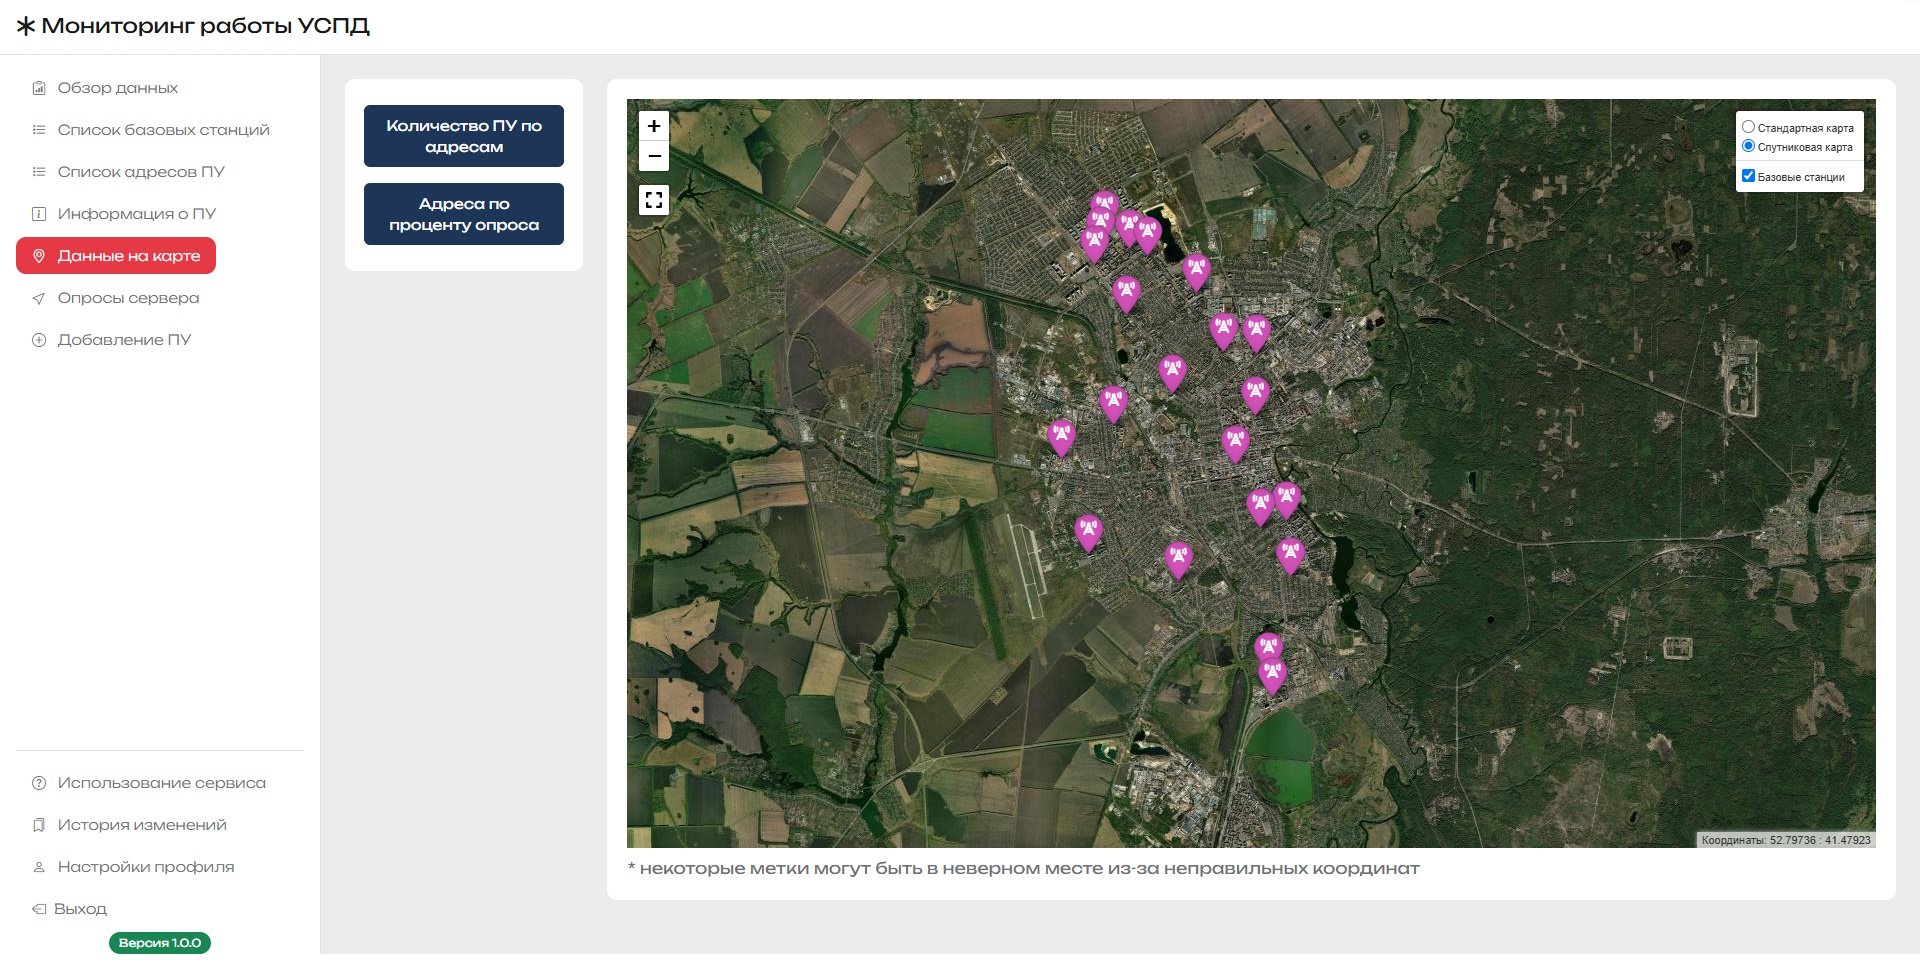 Мониторинг работы УСПД
Обзор данных
Список базовых станций
Список адресов ПУ
Информация о ПУ
Данные на карте
Опросы сервера
Добавление ПУ
Использование сервиса
История изменений
Настройки профиля
Выход
Версия 1.0.0
Количество ПУ по
адресам
Адреса по
проценту опроса
+
−
Стандартная карта
Спутниковая карта
Базовые станции
Координаты: 52.79736 : 41.47923
* некоторые метки могут быть в неверном месте из-за неправильных координат